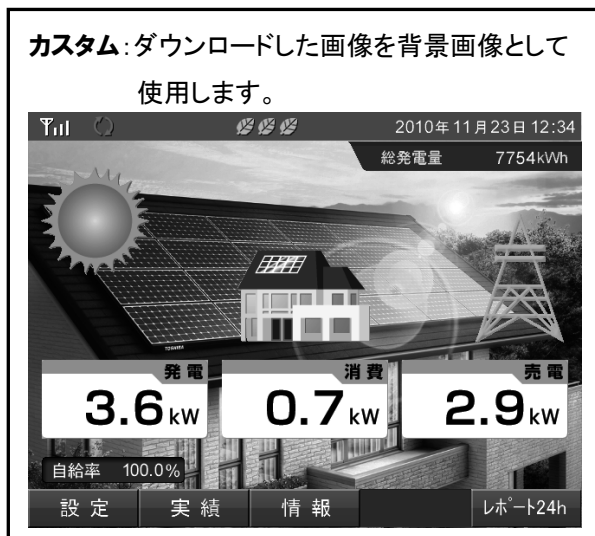 カスタム：ダウンロードした画像を背景画像として
使用します。
2010年11月23日 12:34
総発電量 7754kWh
TOSHIBA
発電 消費 売電
3.6kW 0.7kW 2.9kW
自給率 100.0%
設定 実績 情報 レポート24h